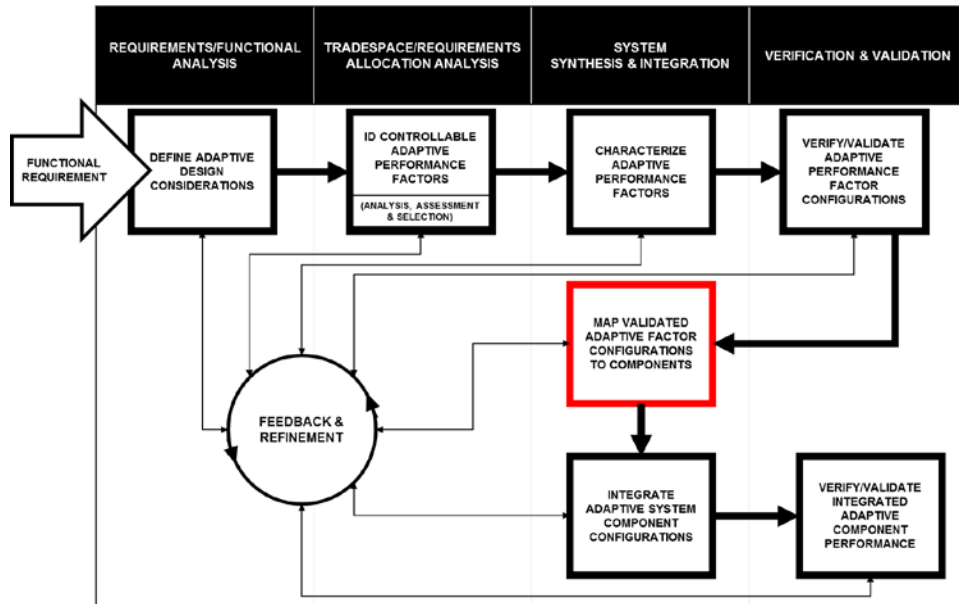 REQUIREMENTS/FUNCTIONAL
ANALYSIS
TRADESPACE/REQUIREMENTS
ALLOCATION ANALYSIS
SYSTEM
SYNTHESIS & INTEGRATION
VERIFICATION & VALIDATION
FUNCTIONAL
REQUIREMENT
DEFINE ADAPTIVE
DESIGN
CONSIDERATIONS
ID CONTROLLABLE
ADAPTIVE
PERFORMANCE
FACTORS
(ANALYSIS, ASSESSMENT
& SELECTION)
CHARACTERIZE
ADAPTIVE
PERFORMANCE
FACTORS
VERIFY/VALIDATE
ADAPTIVE
PERFORMANCE
FACTOR
CONFIGURATIONS
MAP VALIDATED
ADAPTIVE FACTOR
CONFIGURATIONS
TO COMPONENTS
FEEDBACK &
REFINEMENT
INTEGRATE
ADAPTIVE SYSTEM
COMPONENT
CONFIGURATIONS
VERIFY/VALIDATE
INTEGRATED
ADAPTIVE
COMPONENT
PERFORMANCE